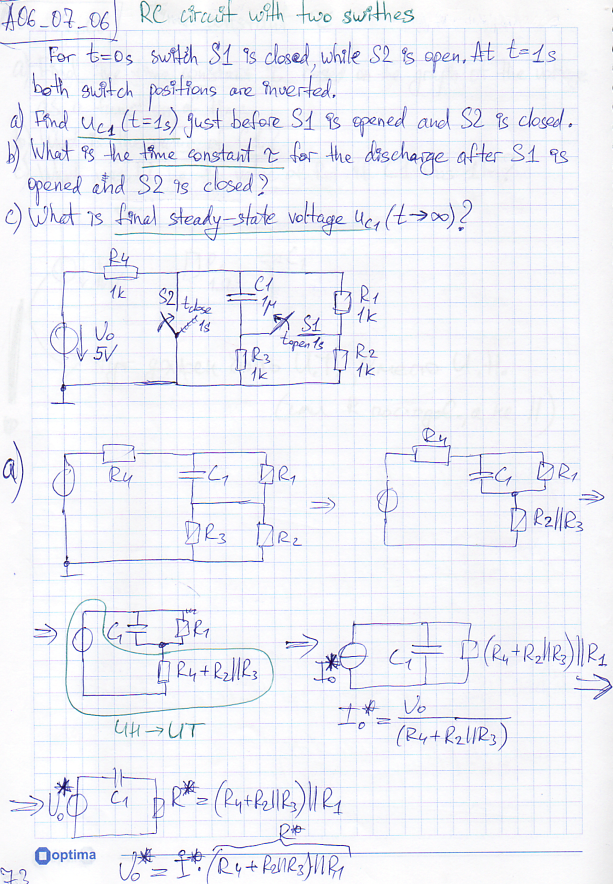 A06_07_06
RC circuit with two swithes
For t=0s switch S1 is closed, while S2 is open. At t=1s
both switch positions are inverted.
a) Find uc1(t=1s) just before S1 is opened and S2 is closed.
b) What is the time constant τ for the discharge after S1 is
opened and S2 is closed?
c) What is final steady-state voltage uc1(t→∞)?
R4
1k
S2 tclose
1s
C1
1μ
R1
1k
S1
topen 1s
U0
5V
R3
1k
R2
1k
a)
R4
C1
R1
R3
R2
⇒
R4
C1
R1
R2||R3
⇒
⇒
C1
R1
R4+R2||R3
UH→UT
⇒
I0*
C1
(R4+R2||R3)||R1
⇒
I0* = U0/(R4+R2||R3)
⇒ U0*
C1
R* = (R4+R2||R3)||R1
R*
U0* = I*·(R4+R2||R3)||R1
optima
73